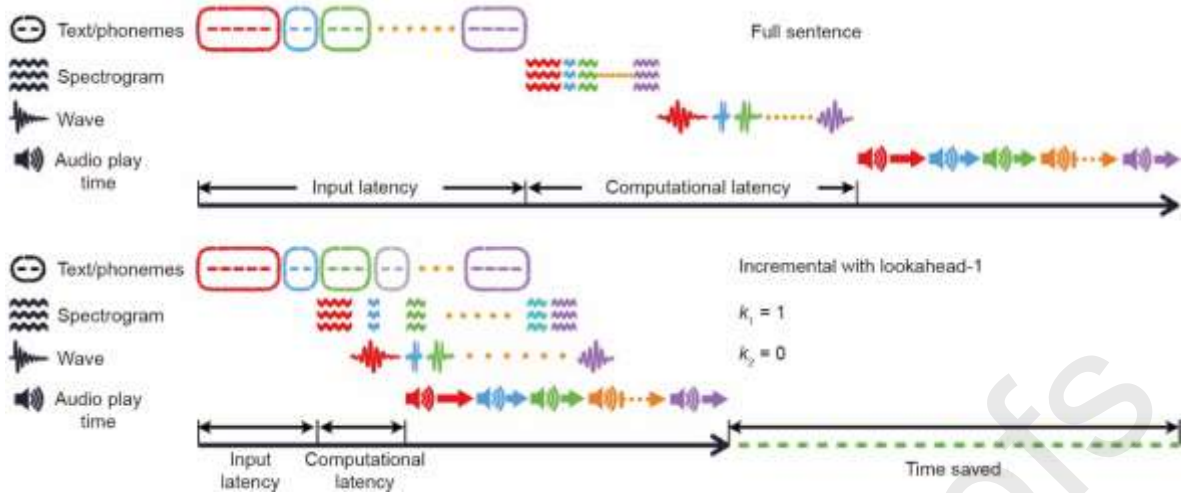 Text/phonemes
Full sentence
Spectrogram
Wave
Audio play
time
Input latency
Computational latency
Text/phonemes
Incremental with lookahead-1
Spectrogram
k₁ = 1
Wave
k₂ = 0
Audio play
time
Input
latency
Computational
latency
Time saved
ofs